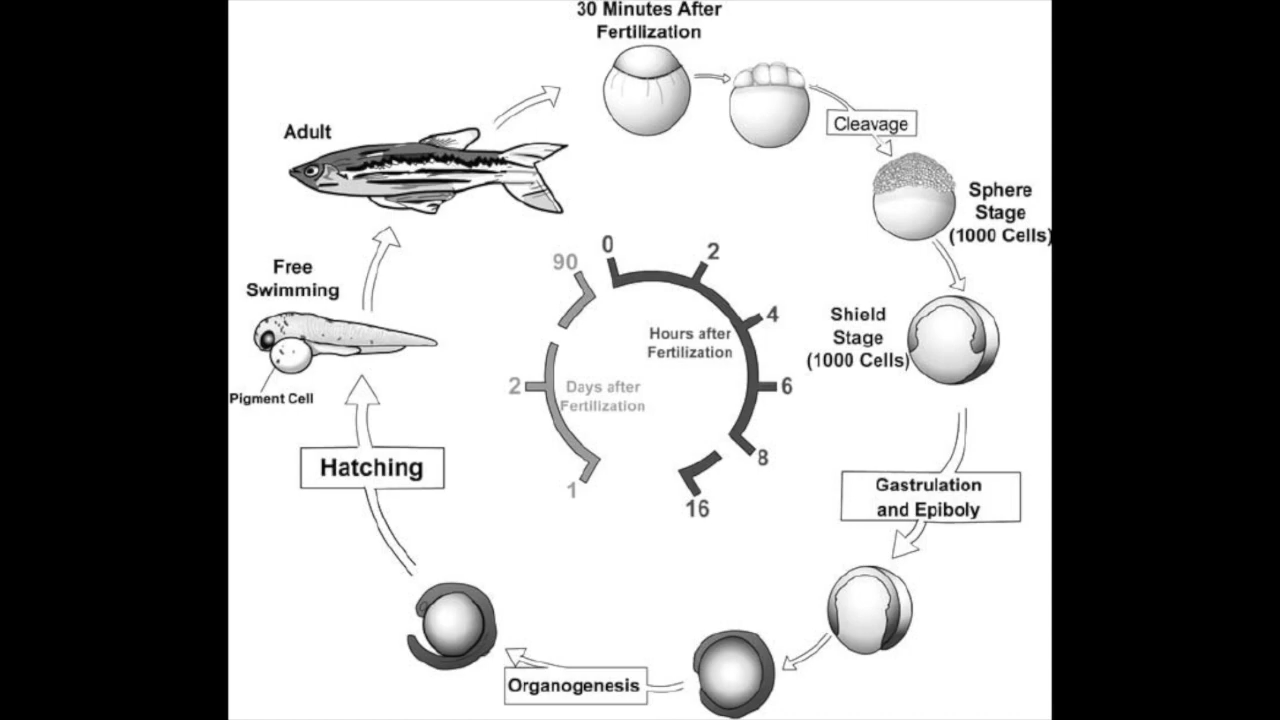 30 Minutes After
Fertilization
Cleavage
Sphere
Stage
(1000 Cells)
Shield
Stage
(1000 Cells)
Gastrulation
and Epiboly
Organogenesis
Hatching
Free
Swimming
Pigment Cell
Adult
0
2
4
6
8
16
Hours after
Fertilization
1
2
90
Days after
Fertilization